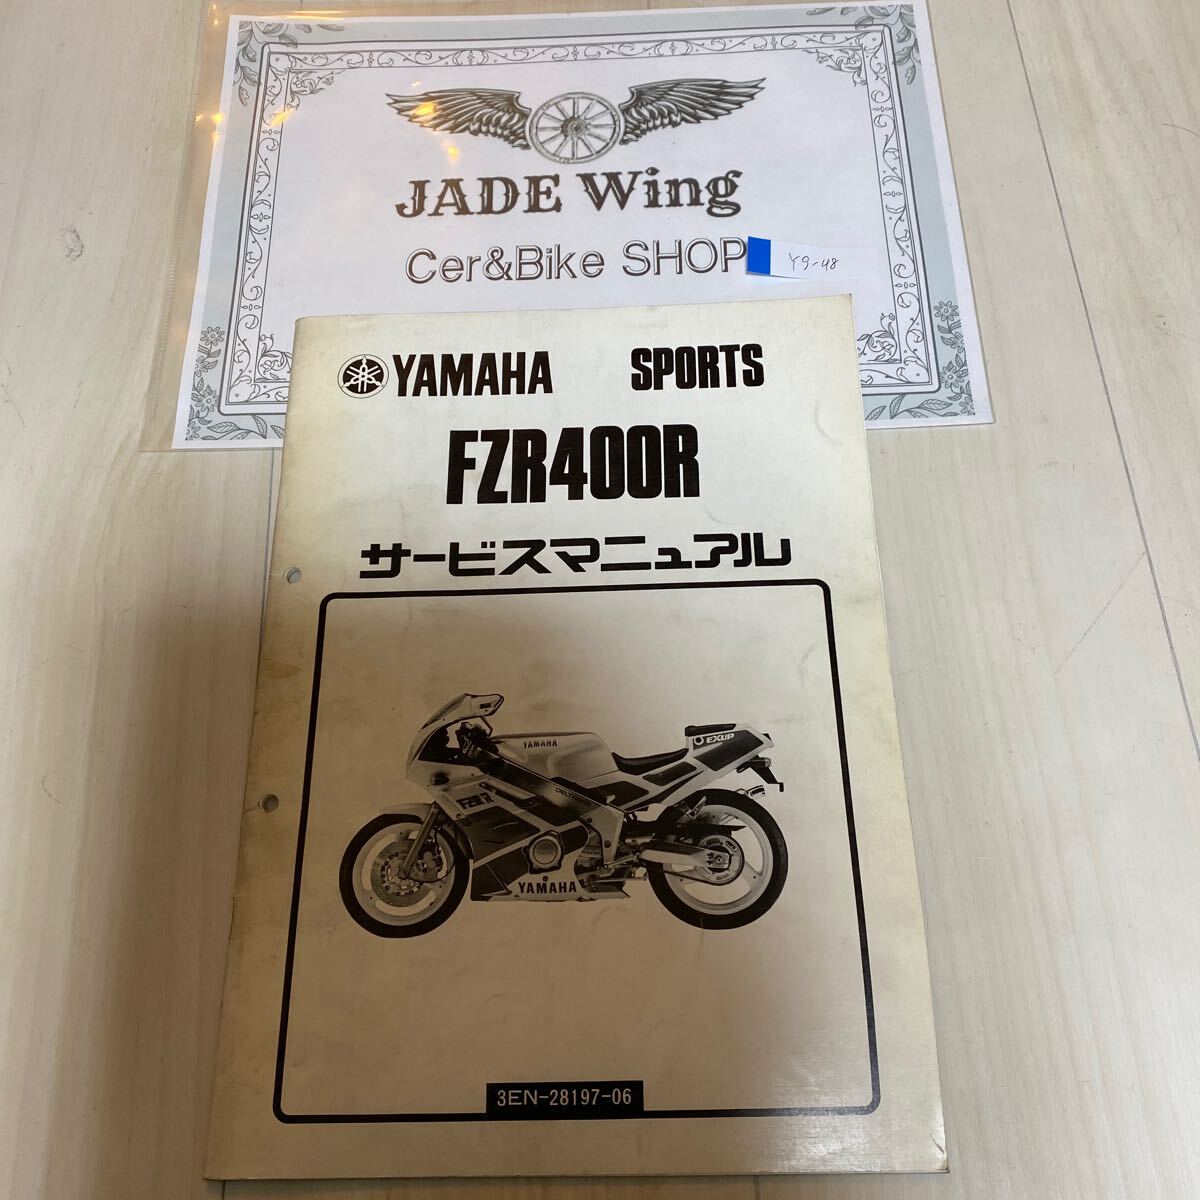 JADE Wing
Cer&Bike SHOP
Y9-48
YAMAHA SPORTS
FZR400R
サービスマニュアル
EXUP
YAMAHA
FZR
YAMAHA
3EN-28197-06